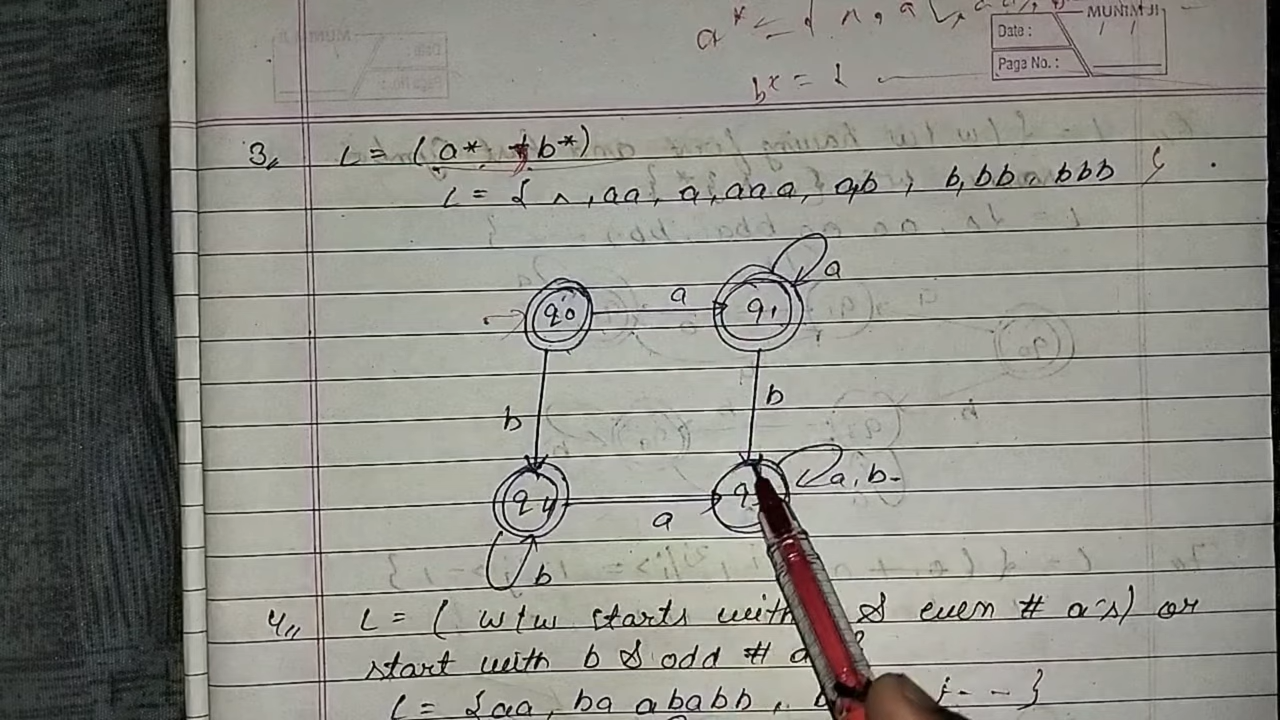 MUNIMJI
Date :
Page No. :
bˣ = {
3,, L = (a* + b*)
L = { ^, aa, a, aaa, ab, b, bb, bbb }
q0
a
q1
a
b
b
q4
a
a, b
b
4,, L = ( w/w starts with & even # a's) or
start with b & odd #
L = { aa, ba ababb, - - }